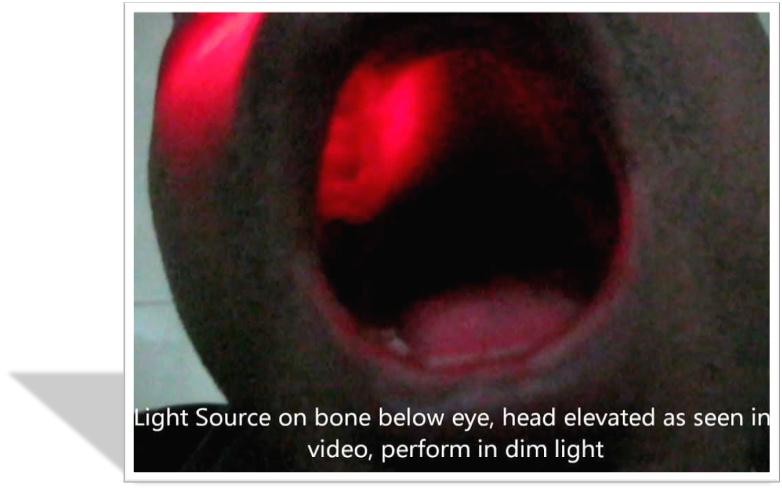 Light Source on bone below eye, head elevated as seen in
video, perform in dim light